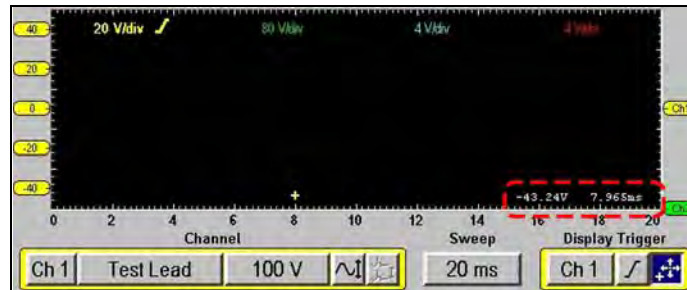 20 V/div 80 V/div 4 V/div 4 V/div
40
20
0 Ch1
-20
-40
-43.24V 7.965ms
Ch
0 2 4 6 8 10 12 14 16 18 20
Channel Sweep Display Trigger
Ch 1 Test Lead 100 V 20 ms Ch 1